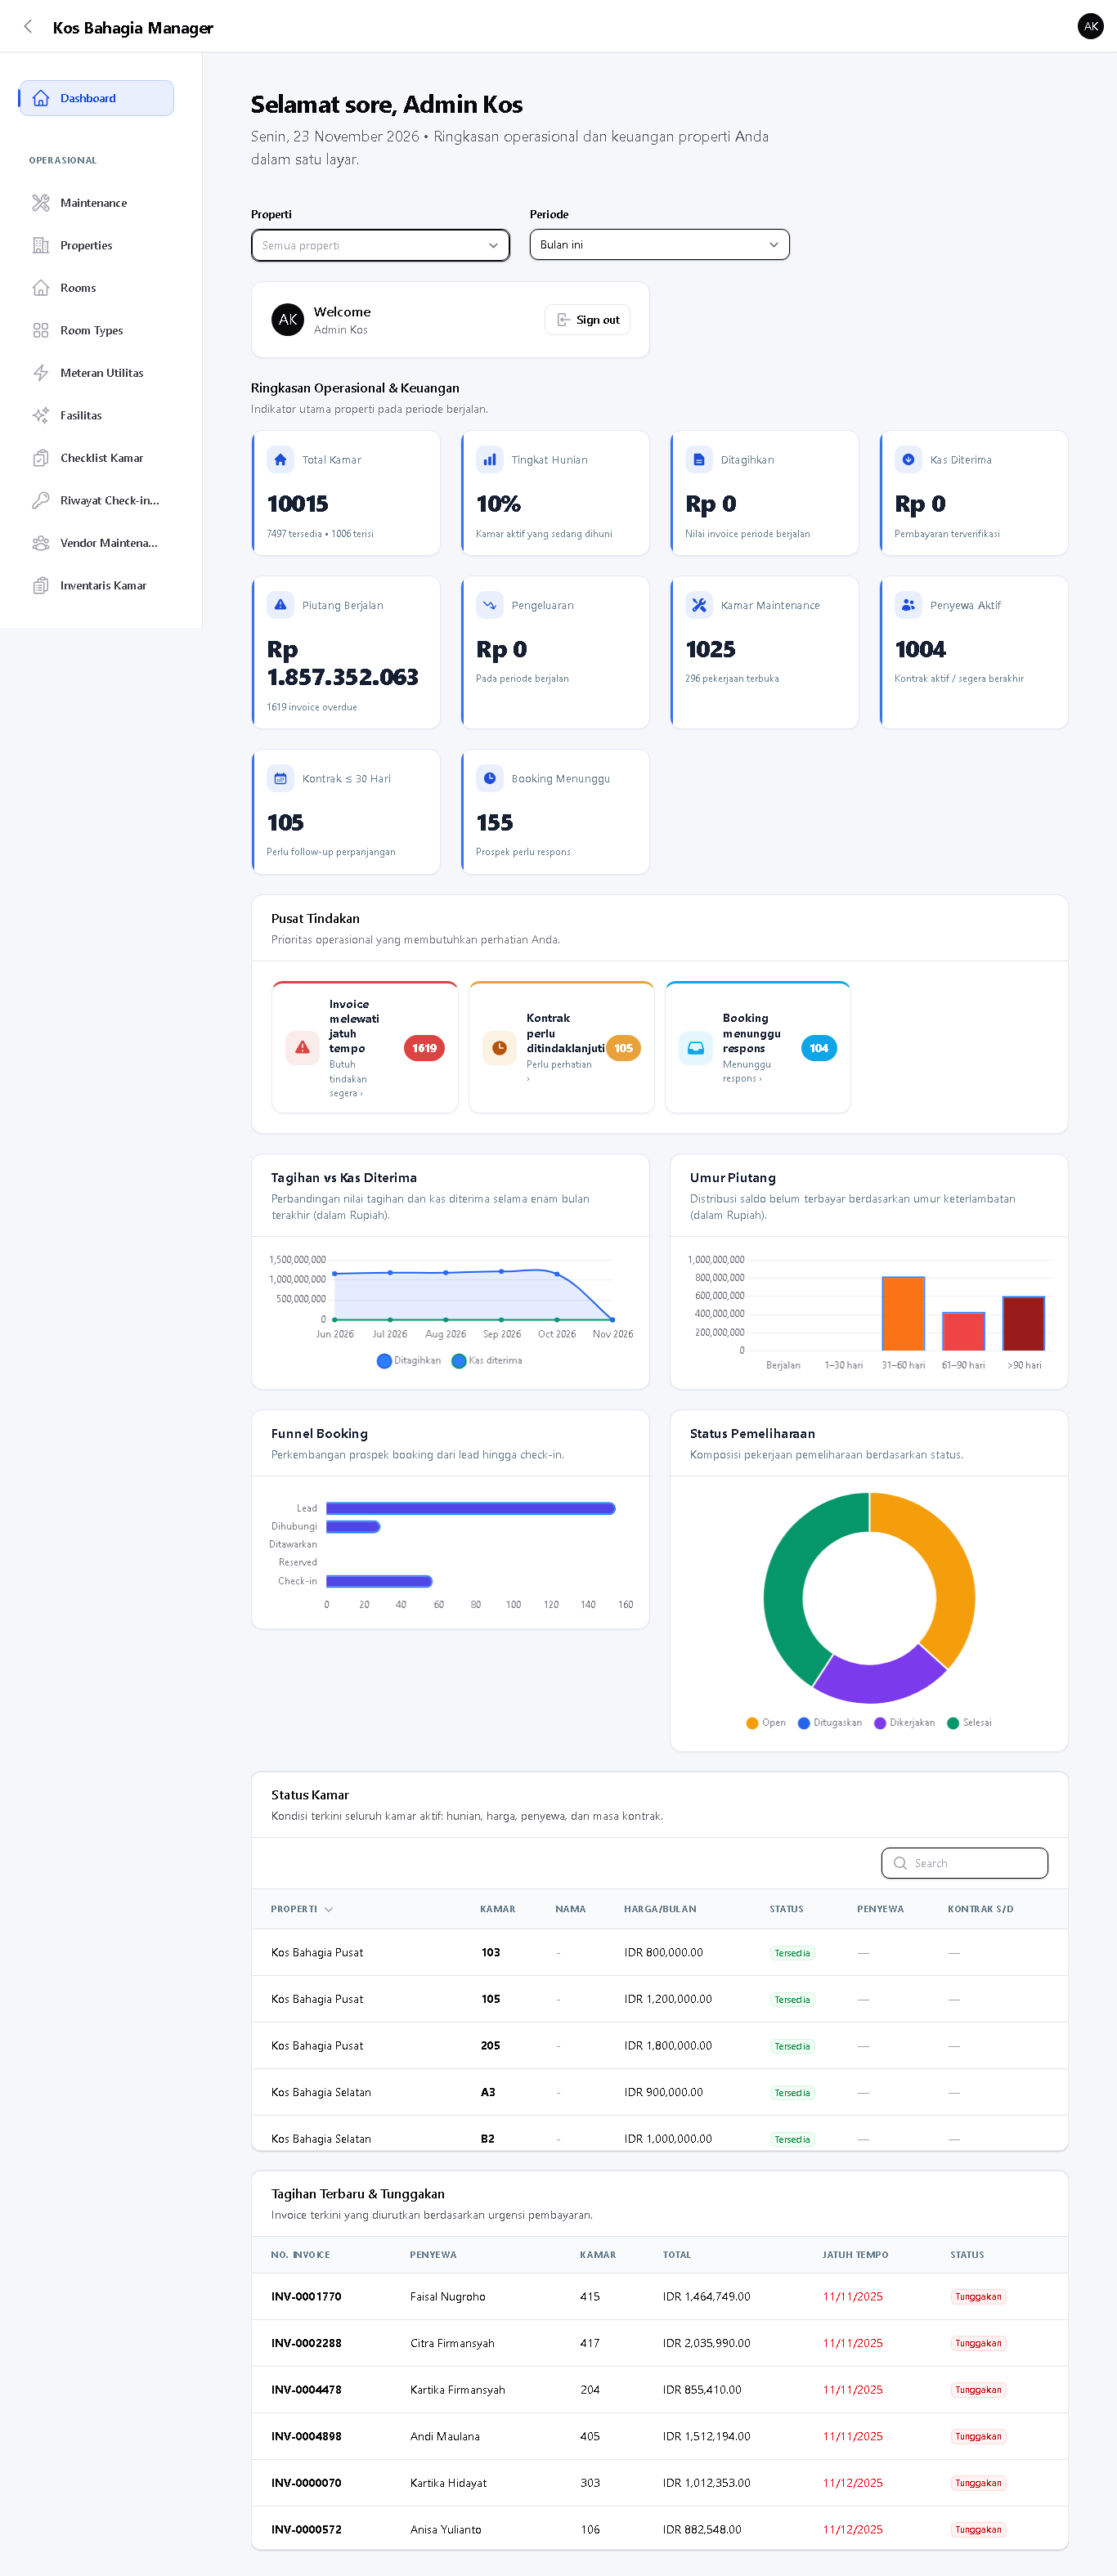 Kos Bahagia Manager
AK
Dashboard
OPERASIONAL
Maintenance
Properties
Rooms
Room Types
Meteran Utilitas
Fasilitas
Checklist Kamar
Riwayat Check-in...
Vendor Maintena...
Inventaris Kamar
Selamat sore, Admin Kos
Senin, 23 November 2026 • Ringkasan operasional dan keuangan properti Anda
dalam satu layar.
Properti
Periode
Semua properti
Bulan ini
AK
Welcome
Admin Kos
Sign out
Ringkasan Operasional & Keuangan
Indikator utama properti pada periode berjalan.
Total Kamar
10015
7497 tersedia • 1006 terisi
Tingkat Hunian
10%
Kamar aktif yang sedang dihuni
Ditagihkan
Rp 0
Nilai invoice periode berjalan
Kas Diterima
Rp 0
Pembayaran terverifikasi
Piutang Berjalan
Rp
1.857.352.063
1619 invoice overdue
Pengeluaran
Rp 0
Pada periode berjalan
Kamar Maintenance
1025
296 pekerjaan terbuka
Penyewa Aktif
1004
Kontrak aktif / segera berakhir
Kontrak ≤ 30 Hari
105
Perlu follow-up perpanjangan
Booking Menunggu
155
Prospek perlu respons
Pusat Tindakan
Prioritas operasional yang membutuhkan perhatian Anda.
Invoice
melewati
jatuh
tempo
Butuh
tindakan
segera ›
1619
Kontrak
perlu
ditindaklanjuti
Perlu perhatian
›
105
Booking
menunggu
respons
Menunggu
respons ›
104
Tagihan vs Kas Diterima
Perbandingan nilai tagihan dan kas diterima selama enam bulan
terakhir (dalam Rupiah).
1,500,000,000
1,000,000,000
500,000,000
0
Jun 2026 Jul 2026 Aug 2026 Sep 2026 Oct 2026 Nov 2026
Ditagihkan Kas diterima
Umur Piutang
Distribusi saldo belum terbayar berdasarkan umur keterlambatan
(dalam Rupiah).
1,000,000,000
800,000,000
600,000,000
400,000,000
200,000,000
0
Berjalan 1–30 hari 31–60 hari 61–90 hari >90 hari
Funnel Booking
Perkembangan prospek booking dari lead hingga check-in.
Lead
Dihubungi
Ditawarkan
Reserved
Check-in
0 20 40 60 80 100 120 140 160
Status Pemeliharaan
Komposisi pekerjaan pemeliharaan berdasarkan status.
Open Ditugaskan Dikerjakan Selesai
Status Kamar
Kondisi terkini seluruh kamar aktif: hunian, harga, penyewa, dan masa kontrak.
Search
PROPERTI KAMAR NAMA HARGA/BULAN STATUS PENYEWA KONTRAK S/D
Kos Bahagia Pusat 103 - IDR 800,000.00 Tersedia — —
Kos Bahagia Pusat 105 - IDR 1,200,000.00 Tersedia — —
Kos Bahagia Pusat 205 - IDR 1,800,000.00 Tersedia — —
Kos Bahagia Selatan A3 - IDR 900,000.00 Tersedia — —
Kos Bahagia Selatan B2 - IDR 1,000,000.00 Tersedia — —
Tagihan Terbaru & Tunggakan
Invoice terkini yang diurutkan berdasarkan urgensi pembayaran.
NO. INVOICE PENYEWA KAMAR TOTAL JATUH TEMPO STATUS
INV-0001770 Faisal Nugroho 415 IDR 1,464,749.00 11/11/2025 Tunggakan
INV-0002288 Citra Firmansyah 417 IDR 2,035,990.00 11/11/2025 Tunggakan
INV-0004478 Kartika Firmansyah 204 IDR 855,410.00 11/11/2025 Tunggakan
INV-0004898 Andi Maulana 405 IDR 1,512,194.00 11/11/2025 Tunggakan
INV-0000070 Kartika Hidayat 303 IDR 1,012,353.00 11/12/2025 Tunggakan
INV-0000572 Anisa Yulianto 106 IDR 882,548.00 11/12/2025 Tunggakan